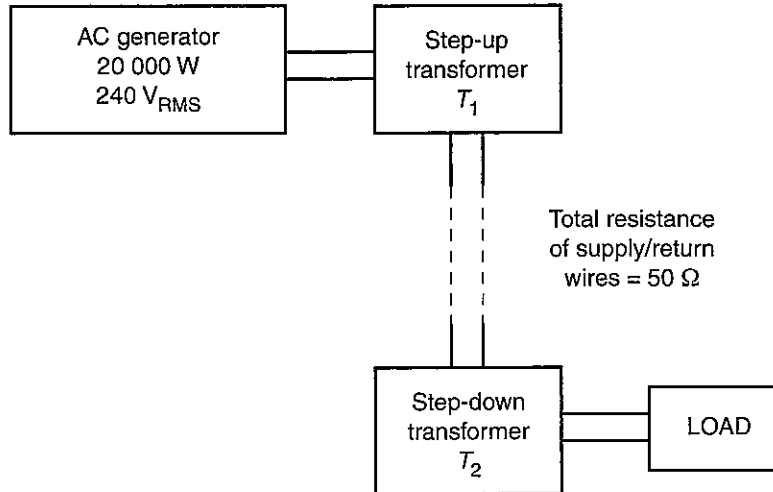 AC generator
20 000 W
240 V_RMS
Step-up
transformer
T₁
Total resistance
of supply/return
wires = 50 Ω
Step-down
transformer
T₂
LOAD